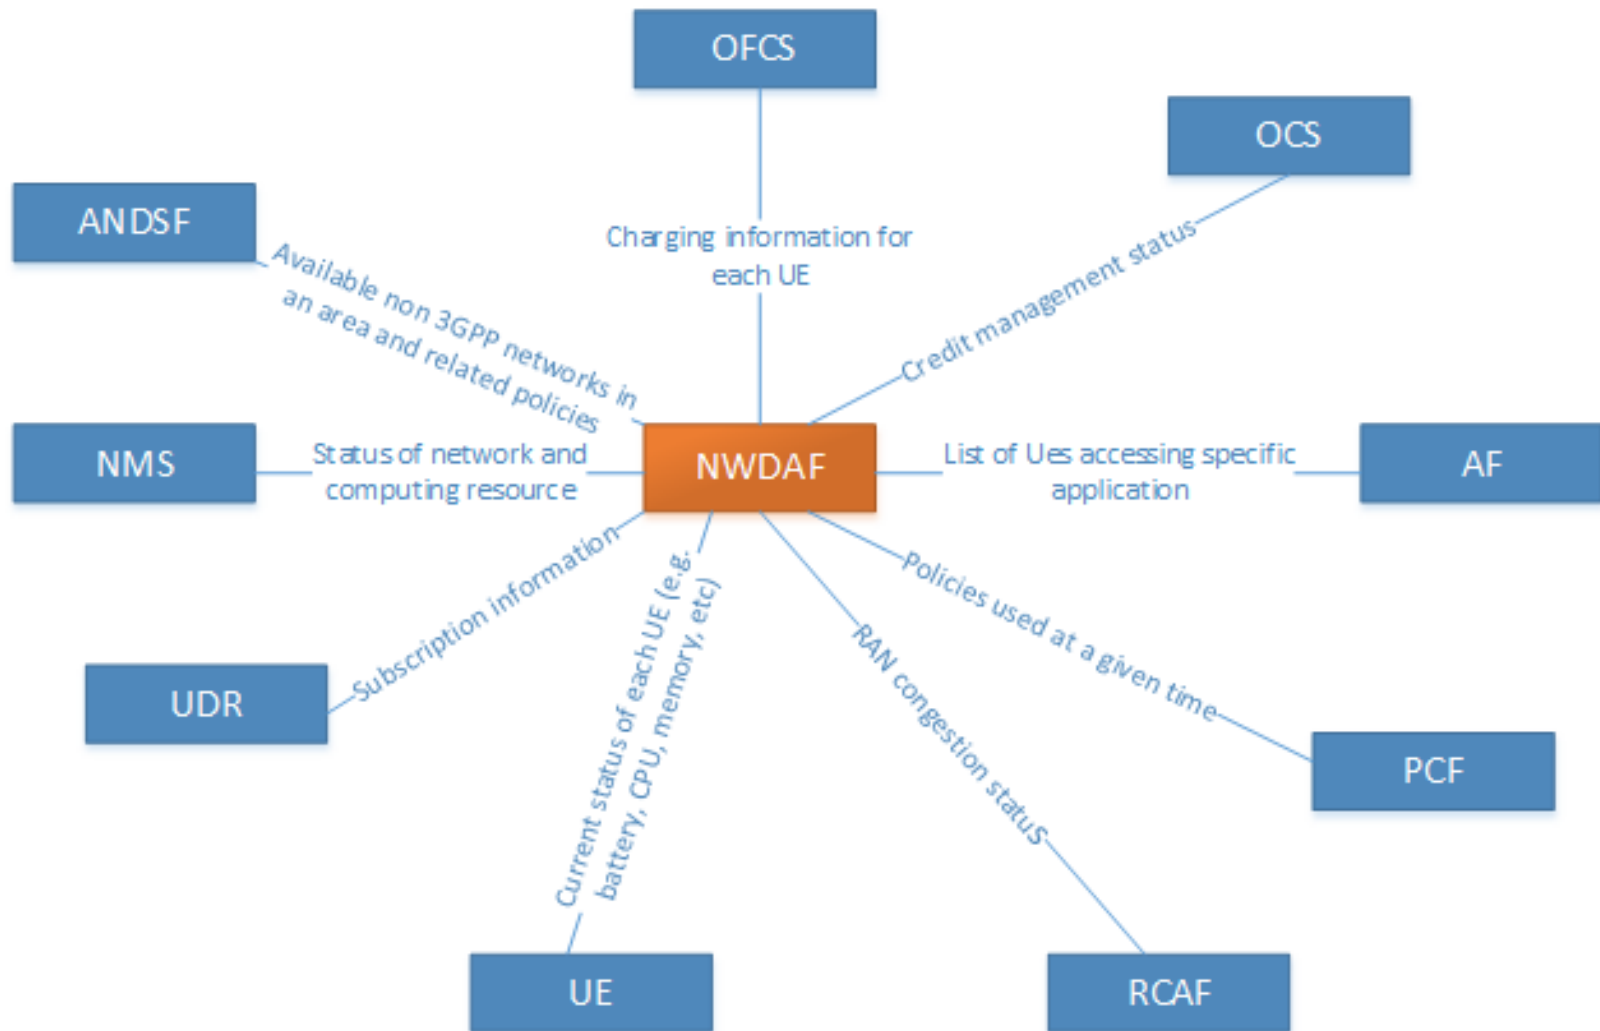 OFCS
OCS
ANDSF
Charging information for
each UE
Credit management status
Available non 3GPP networks in
an area and related policies
NMS
Status of network and
computing resource
NWDAF
List of Ues accessing specific
application
AF
Subscription information
Current status of each UE (e.g.
battery, CPU, memory, etc)
RAN congestion statuS
Policies used at a given time
UDR
PCF
UE
RCAF